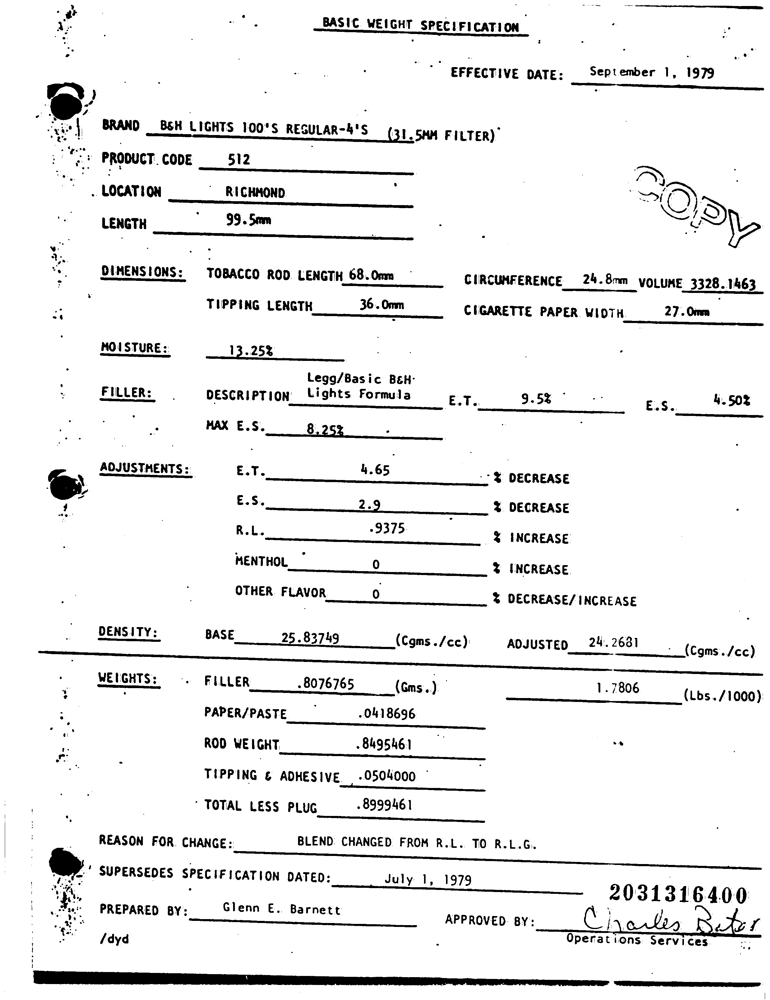 BASIC WEIGHT SPECIFICATION
EFFECTIVE DATE: September 1, 1979
BRAND B&H LIGHTS 100'S REGULAR-4'S (31.5MM FILTER)
PRODUCT CODE 512
COPY
LOCATION RICHMOND
LENGTH 99.5mm
DIMENSIONS: TOBACCO ROD LENGTH 68.0mm CIRCUMFERENCE 24.8mm VOLUME 3328.1463
TIPPING LENGTH 36.0mm CIGARETTE PAPER WIDTH 27.0mm
MOISTURE: 13.25%
FILLER: DESCRIPTION Legg/Basic B&H Lights Formula E.T. 9.5% E.S. 4.50%
MAX E.S. 8.25%
ADJUSTMENTS: E.T. 4.65 % DECREASE
E.S. 2.9 % DECREASE
R.L. .9375 % INCREASE
MENTHOL 0 % INCREASE
OTHER FLAVOR 0 % DECREASE/INCREASE
DENSITY: BASE 25.83749 (Cgms./cc) ADJUSTED 24.2681 (Cgms./cc)
WEIGHTS: FILLER .8076765 (Gms.) 1.7806 (Lbs./1000)
PAPER/PASTE .0418696
ROD WEIGHT .8495461
TIPPING & ADHESIVE .0504000
TOTAL LESS PLUG .8999461
REASON FOR CHANGE: BLEND CHANGED FROM R.L. TO R.L.G.
SUPERSEDES SPECIFICATION DATED: July 1, 1979
2031316400
PREPARED BY: Glenn E. Barnett APPROVED BY: Charles Bates
/dyd Operations Services